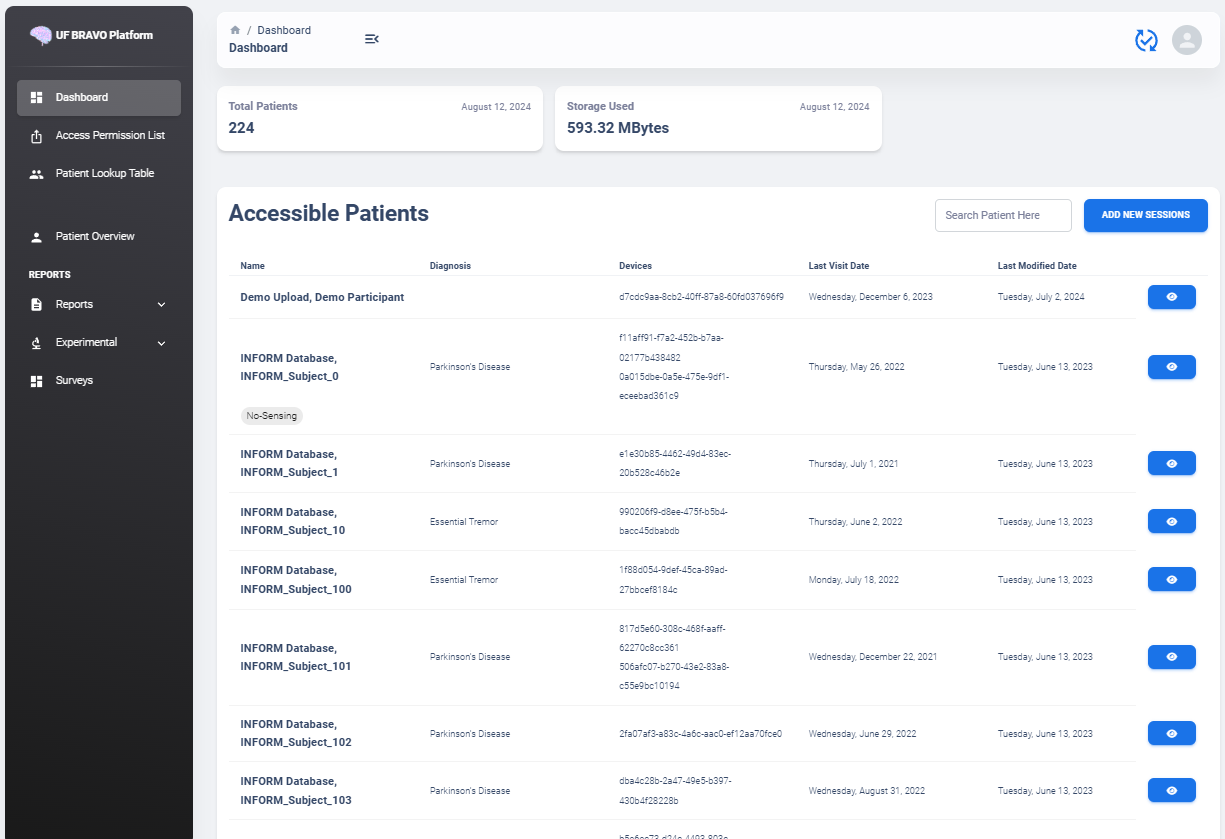 UF BRAVO Platform
Dashboard
Access Permission List
Patient Lookup Table
Patient Overview
REPORTS
Reports
Experimental
Surveys
/ Dashboard
Dashboard
Total Patients August 12, 2024
224
Storage Used August 12, 2024
593.32 MBytes
Accessible Patients
Search Patient Here
ADD NEW SESSIONS
Name Diagnosis Devices Last Visit Date Last Modified Date
Demo Upload, Demo Participant d7cdc9aa-8cb2-40ff-87a8-60fd037696f9 Wednesday, December 6, 2023 Tuesday, July 2, 2024
f11aff91-f7a2-452b-b7aa-
INFORM Database, 02177b438482
Parkinson's Disease Thursday, May 26, 2022 Tuesday, June 13, 2023
INFORM_Subject_0 0a015dbe-0a5e-475e-9df1-
eceebad361c9
No-Sensing
INFORM Database, e1e30b85-4462-49d4-83ec-
Parkinson's Disease Thursday, July 1, 2021 Tuesday, June 13, 2023
INFORM_Subject_1 20b528c46b2e
INFORM Database, 990206f9-d8ee-475f-b5b4-
Essential Tremor Thursday, June 2, 2022 Tuesday, June 13, 2023
INFORM_Subject_10 bacc45dbabdb
INFORM Database, 1f88d054-9def-45ca-89ad-
Essential Tremor Monday, July 18, 2022 Tuesday, June 13, 2023
INFORM_Subject_100 27bbcef8184c
817d5e60-308c-468f-aaff-
INFORM Database, 62270c8cc361
Parkinson's Disease Wednesday, December 22, 2021 Tuesday, June 13, 2023
INFORM_Subject_101 506afc07-b270-43e2-83a8-
c55e9bc10194
INFORM Database,
Parkinson's Disease 2fa07af3-a83c-4a6c-aac0-ef12aa70fce0 Wednesday, June 29, 2022 Tuesday, June 13, 2023
INFORM_Subject_102
INFORM Database, dba4c28b-2a47-49e5-b397-
Parkinson's Disease Wednesday, August 31, 2022 Tuesday, June 13, 2023
INFORM_Subject_103 430b4f28228b